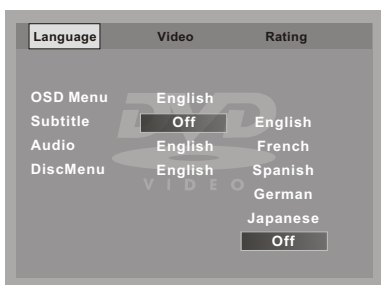 Language Video Rating
OSD Menu English
Subtitle Off English
Audio English French
DiscMenu English Spanish
VIDEO
German
Japanese
Off